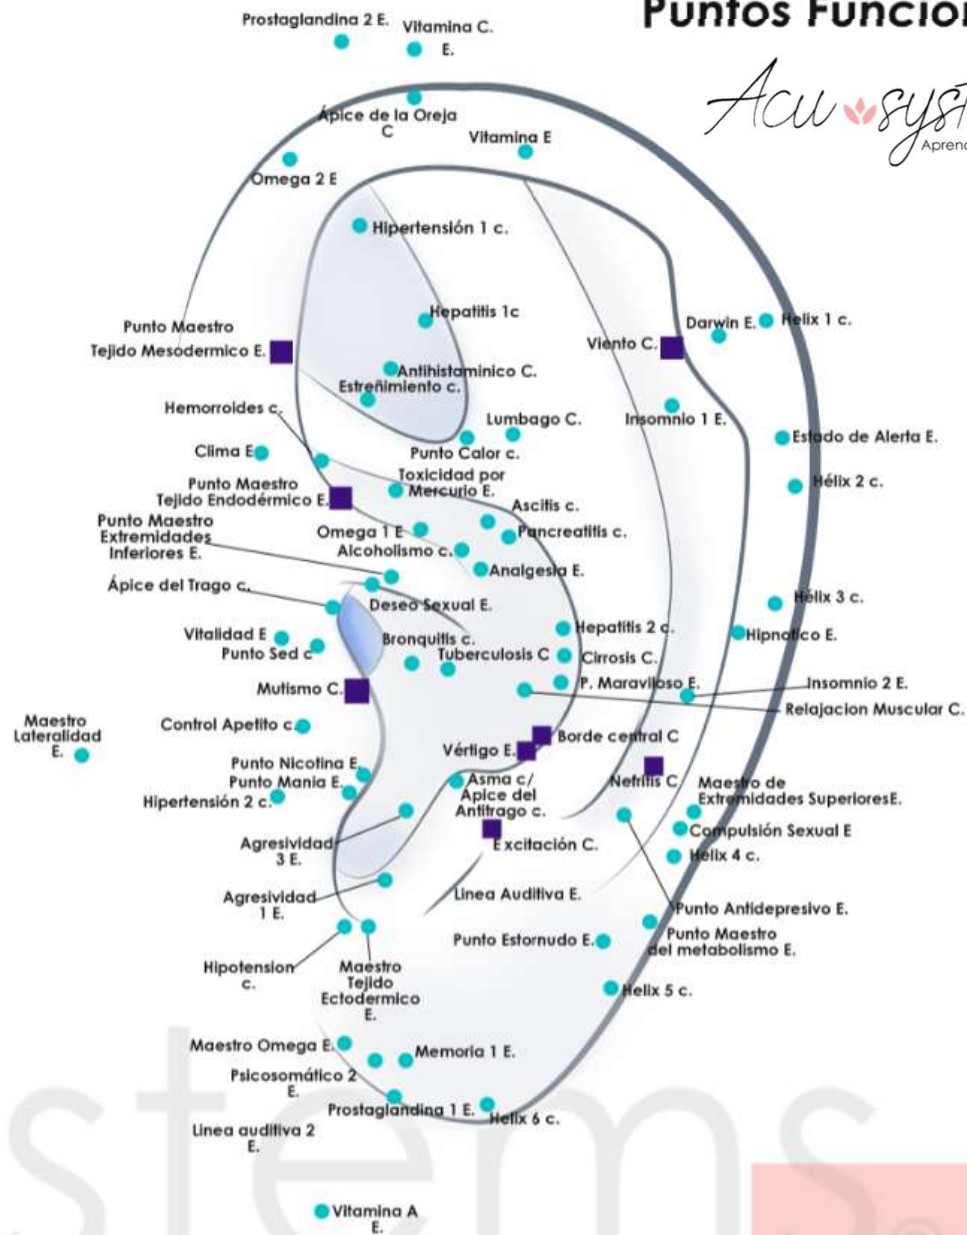 Puntos Funcion
Prostaglandina 2 E.
Vitamina C.
E.
Acu systems
Aprend
Ápice de la Oreja
C
Vitamina E
Omega 2 E
Hipertensión 1 c.
Hepatitis 1c
Punto Maestro
Tejido Mesodermico E.
Viento C.
Darwin E.
Helix 1 c.
Antihistaminico C.
Estreñimiento c.
Hemorroides c.
Lumbago C.
Insomnio 1 E.
Clima E
Punto Calor c.
Estado de Alerta E.
Punto Maestro
Tejido Endodérmico E.
Toxicidad por
Mercurio E.
Hélix 2 c.
Ascitis c.
Punto Maestro
Extremidades
Inferiores E.
Omega 1 E
Pancreatitis c.
Alcoholismo c.
Analgesia E.
Ápice del Trago c.
Deseo Sexual E.
Hélix 3 c.
Vitalidad E
Punto Sed c
Bronquitis c.
Tuberculosis C
Hepatitis 2 c.
Hipnotico E.
Cirrosis C.
Mutismo C.
P. Maravilloso E.
Insomnio 2 E.
Relajacion Muscular C.
Maestro
Lateralidad
E.
Control Apetito c.
Borde central C
Vértigo E.
Punto Nicotina E.
Punto Mania E.
Hipertensión 2 c.
Asma c/
Apice del
Antitrago c.
Nefritis C
Maestro de
Extremidades SuperioresE.
Compulsión Sexual E
Agresividad
3 E.
Excitación C.
Helix 4 c.
Agresividad
1 E.
Linea Auditiva E.
Punto Antidepresivo E.
Punto Estornudo E.
Punto Maestro
del metabolismo E.
Hipotension
c.
Maestro
Tejido
Ectodermico
E.
Helix 5 c.
Maestro Omega E.
Memoria 1 E.
Psicosomático 2
E.
Prostaglandina 1 E.
Helix 6 c.
Linea auditiva 2
E.
stems
Vitamina A
E.